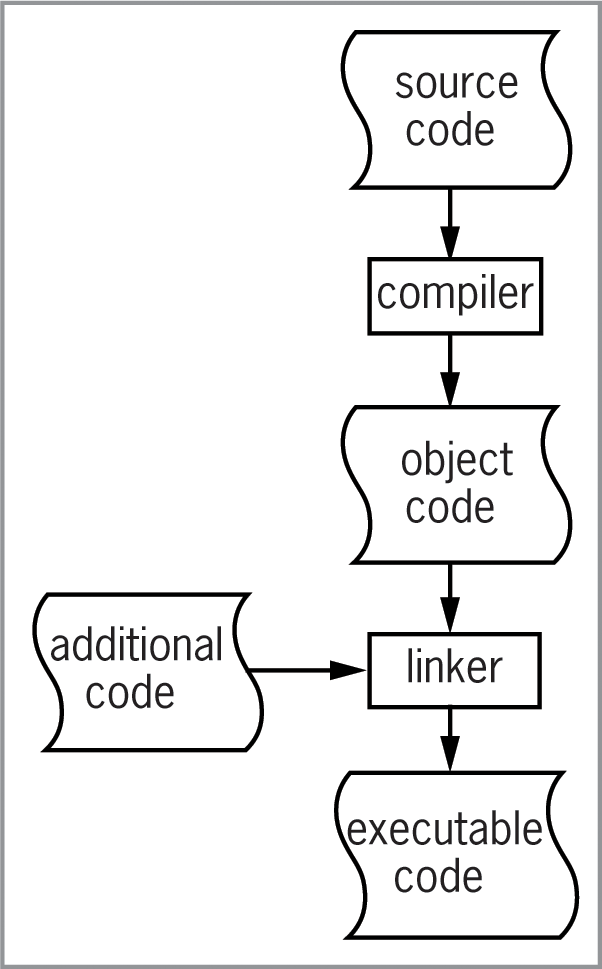 source
code
compiler
object
code
additional
code
linker
executable
code